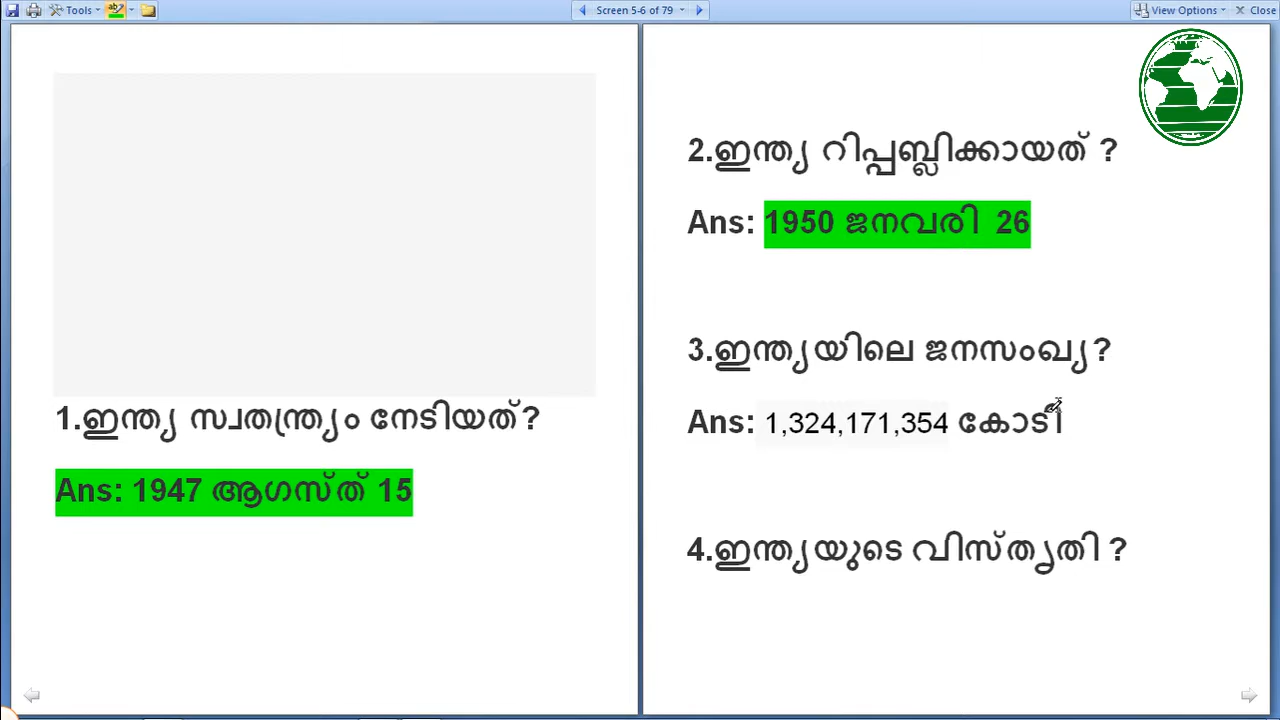 Tools
Screen 5-6 of 79
View Options
Close
1.ഇന്ത്യ സ്വതന്ത്ര്യം നേടിയത്?
Ans: 1947 ആഗസ്ത് 15
2.ഇന്ത്യ റിപ്പബ്ലിക്കായത് ?
Ans: 1950 ജനവരി 26
3.ഇന്ത്യയിലെ ജനസംഖ്യ?
Ans: 1,324,171,354 കോടി
4.ഇന്ത്യയുടെ വിസ്തൃതി ?